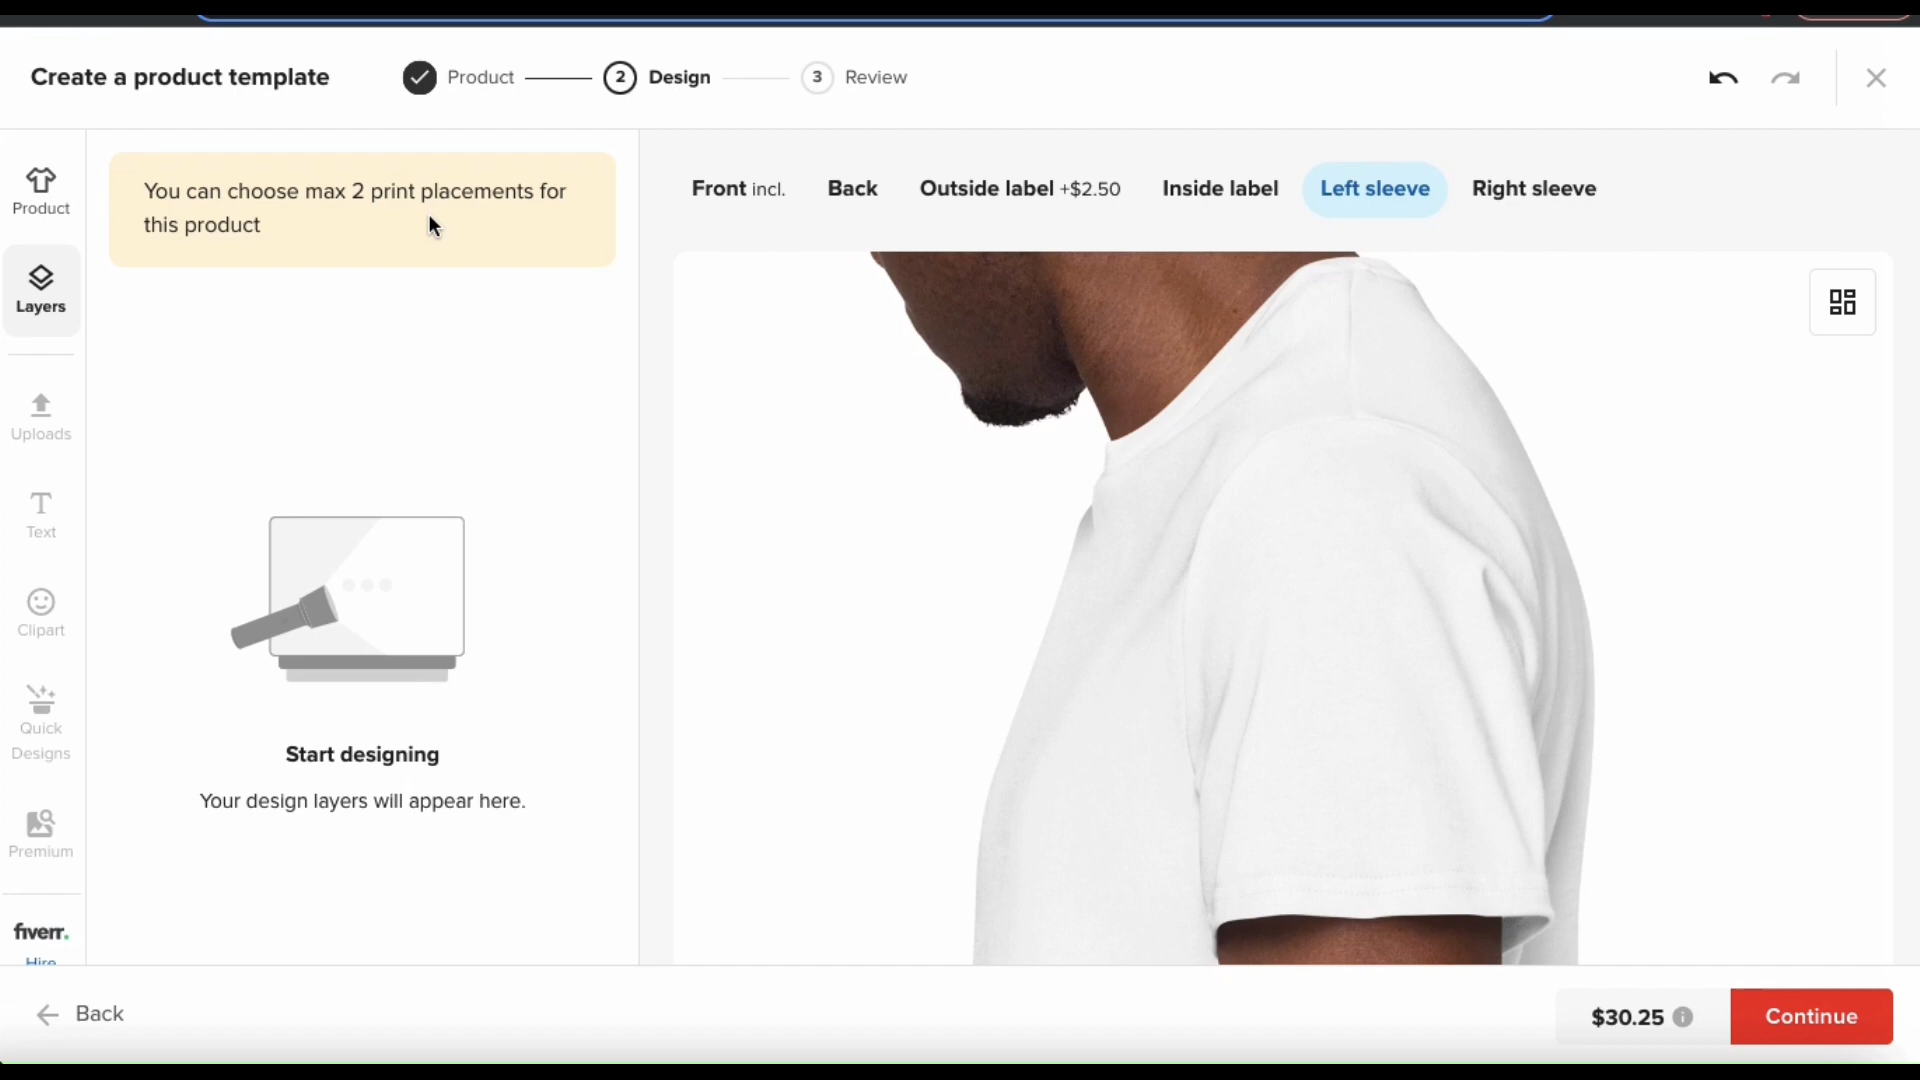 Create a product template
Product
2 Design
3 Review
Product
Layers
Uploads
Text
Clipart
Quick
Designs
Premium
fiverr.
Hire
You can choose max 2 print placements for
this product
Start designing
Your design layers will appear here.
Front incl. Back Outside label +$2.50 Inside label Left sleeve Right sleeve
Back
$30.25
Continue